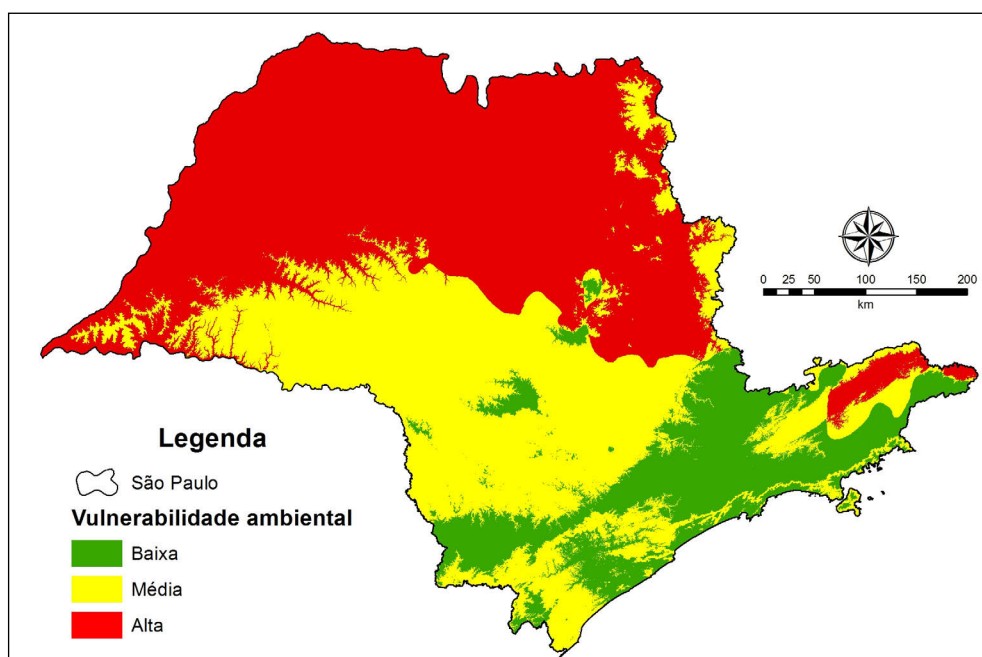 0 25 50 100 150 200
km
Legenda
São Paulo
Vulnerabilidade ambiental
Baixa
Média
Alta